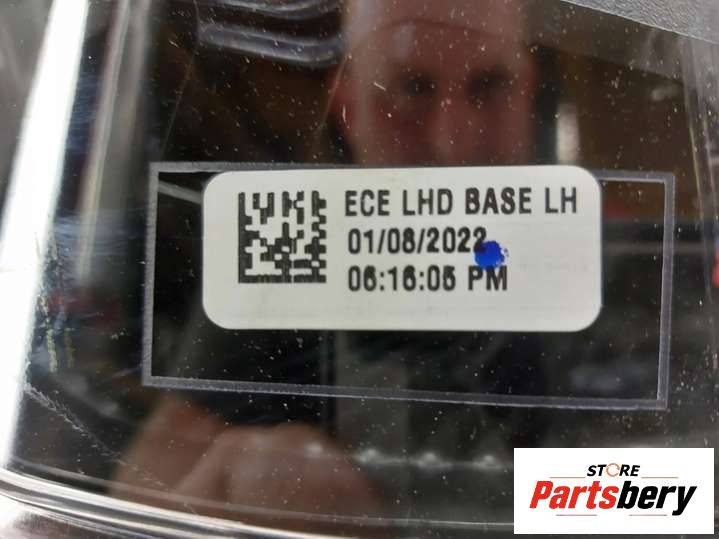 ECE LHD BASE LH
01/08/2022
06:16:05 PM
STORE
Partsbery